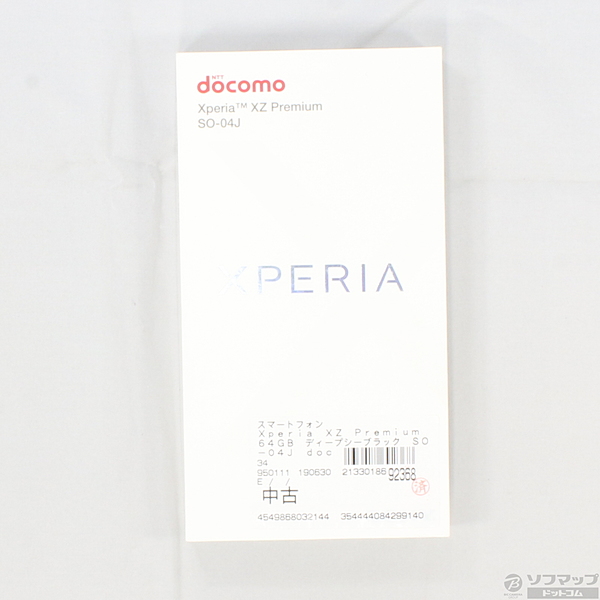 NTT
docomo
Xperia™ XZ Premium
SO-04J
XPERIA
スマートフォン
Xperia XZ Premium
64GB ディープシーブラック SO
-04J doc
34
950111 190630 21330186 92358
E / /
済
中古
4549868032144 354444084299140
ソフマップ
ドットコム